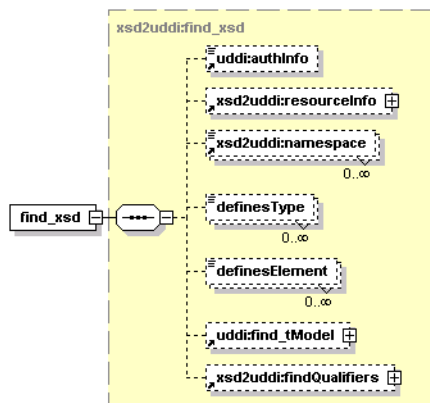 xsd2uddi:find_xsd
uddi:authInfo
xsd2uddi:resourceInfo
xsd2uddi:namespace
0..∞
find_xsd
definesType
0..∞
definesElement
0..∞
uddi:find_tModel
xsd2uddi:findQualifiers